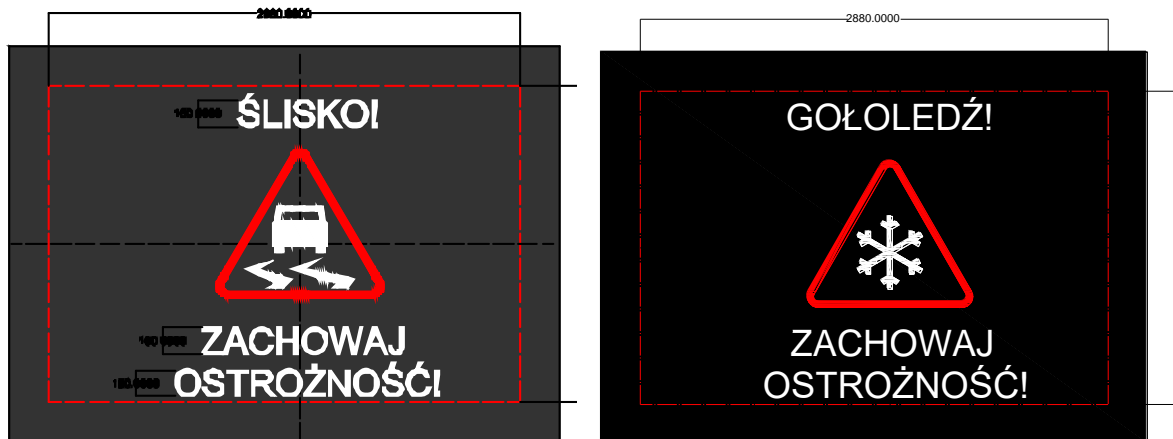 2880.0000
ŚLISKO!
ZACHOWAJ
OSTROŻNOŚĆ!
2880.0000
GOŁOLEDŹ!
ZACHOWAJ
OSTROŻNOŚĆ!